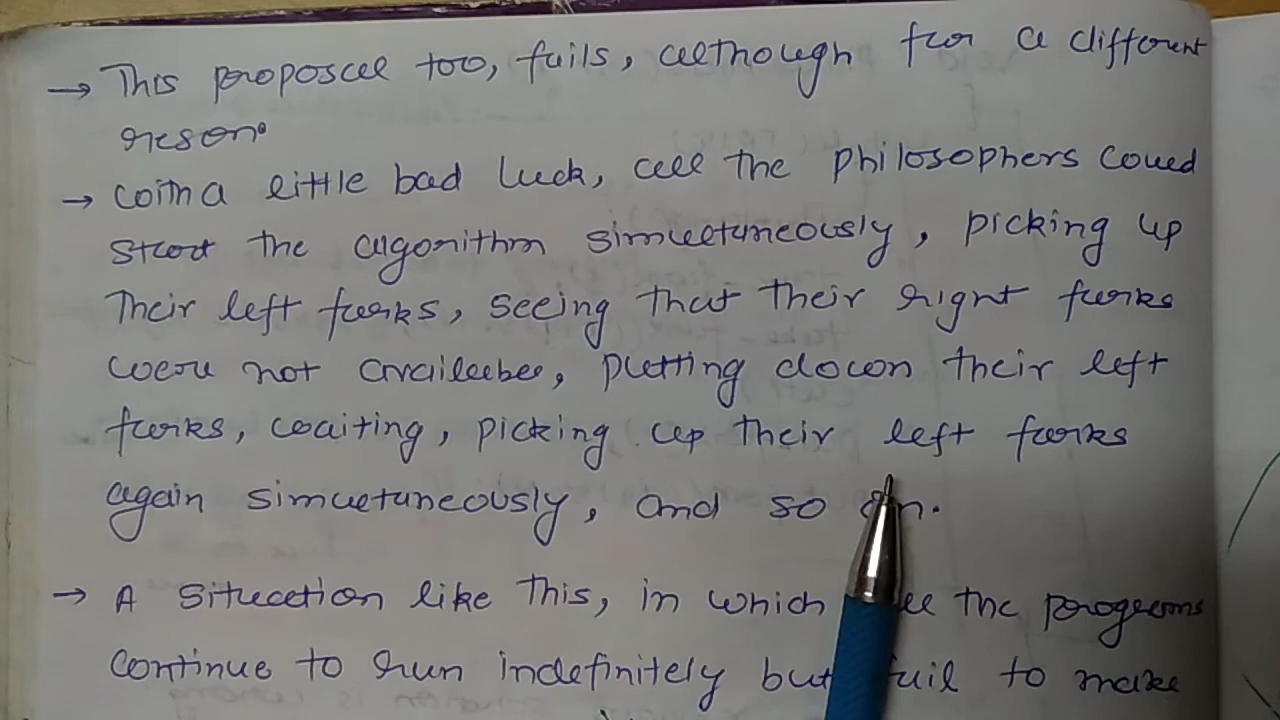 → This proposal too, fails, although for a different
reson.
→ with a little bad luck, all the philosophers could
start the algorithm simultaneously, picking up
their left forks, seeing that their right forks
were not available, putting down their left
forks, waiting, picking up their left forks
again simultaneously, and so on.
→ A situation like this, in which all the programs
continue to run indefinitely but fail to make